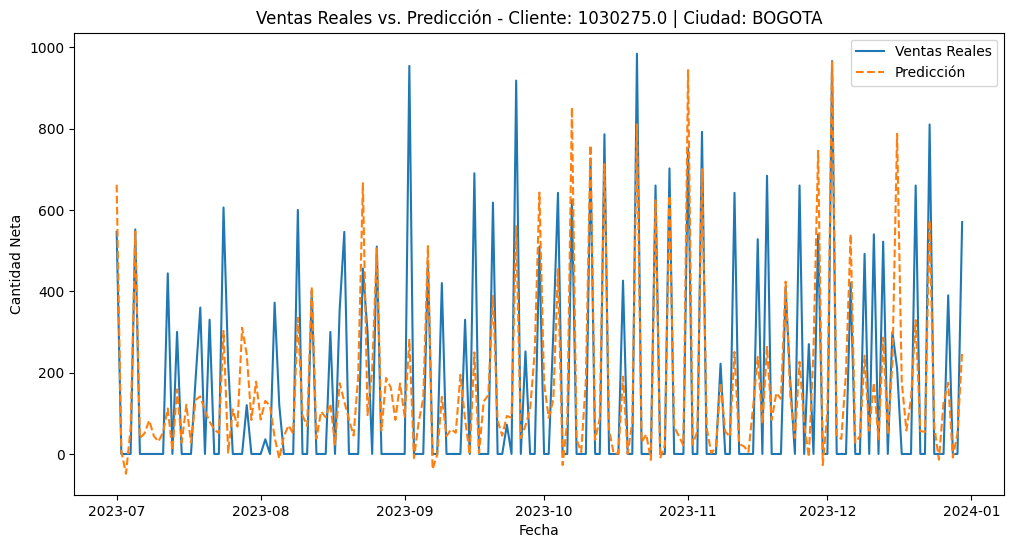 Ventas Reales vs. Predicción - Cliente: 1030275.0 | Ciudad: BOGOTA
Ventas Reales
Predicción
Cantidad Neta
1000
800
600
400
200
0
2023-07
2023-08
2023-09
2023-10
2023-11
2023-12
2024-01
Fecha